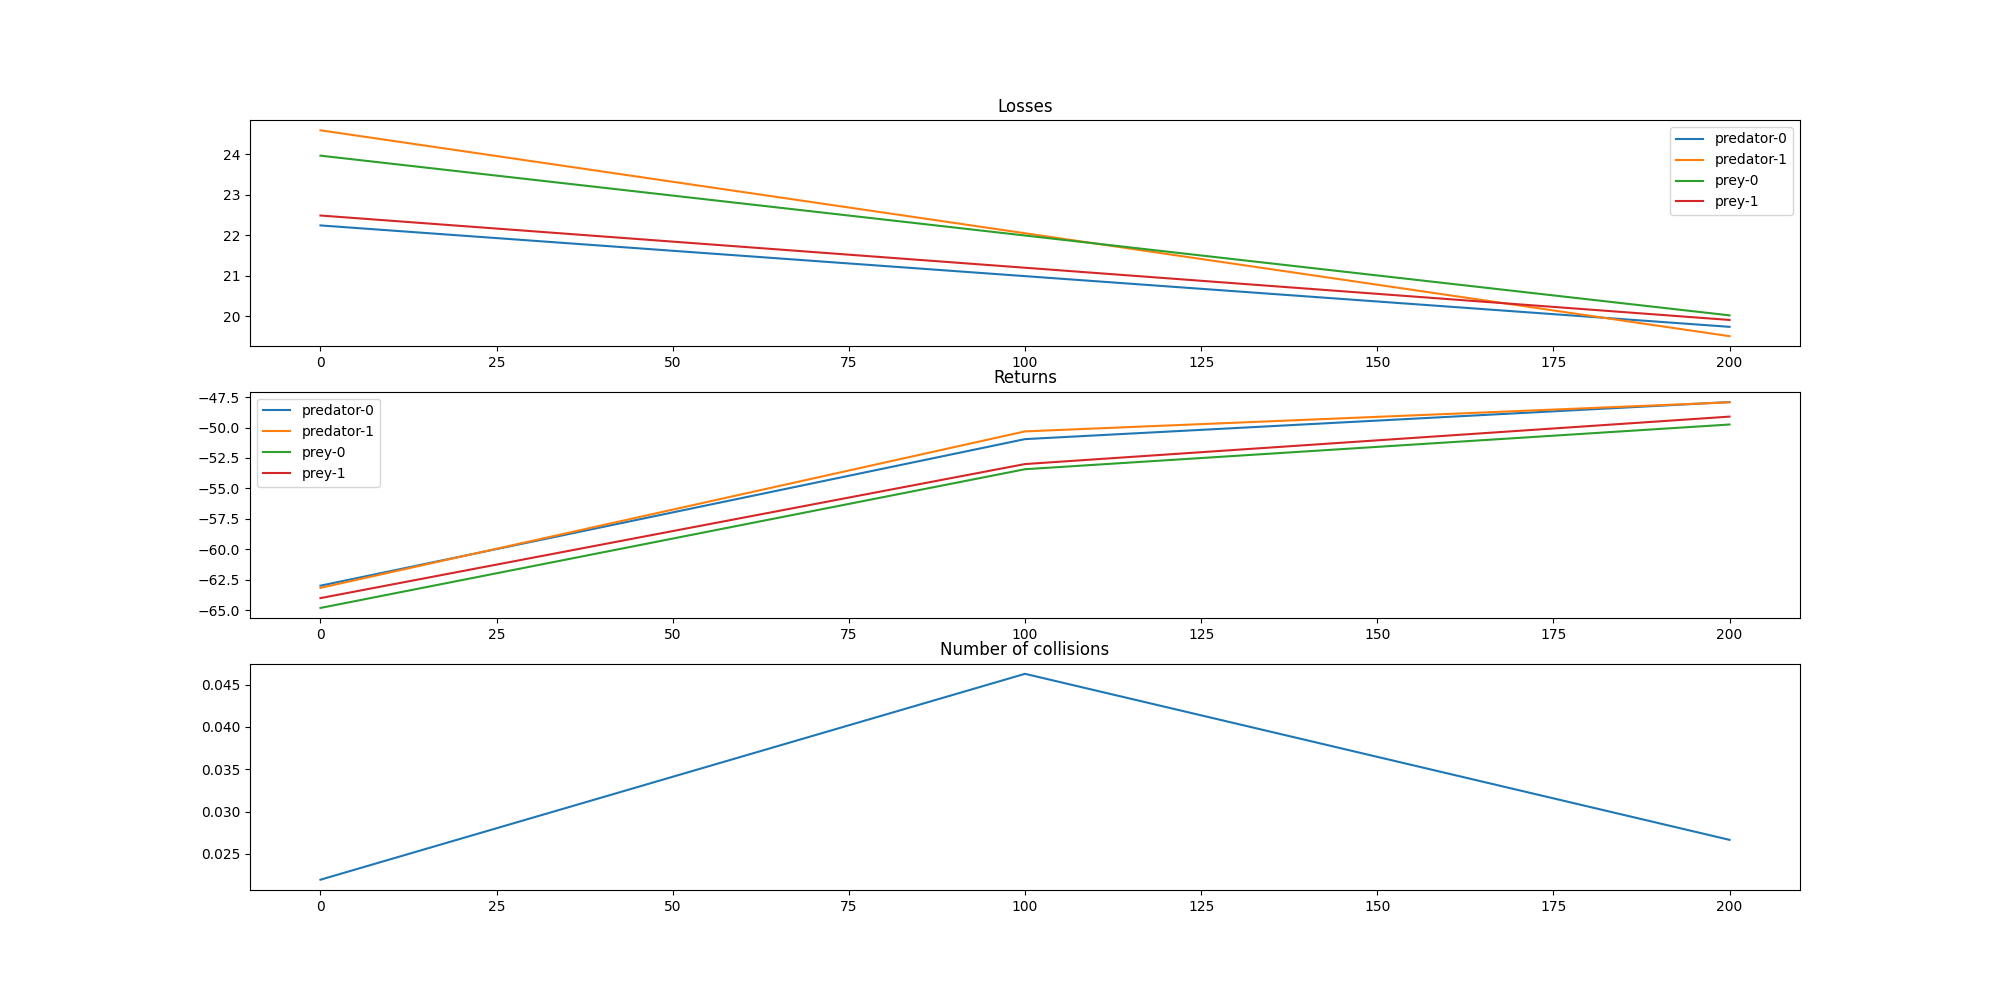 Losses
24
23
22
21
20
predator-0
predator-1
prey-0
prey-1
0 25 50 75 100 125 150 175 200
Returns
−47.5
−50.0
−52.5
−55.0
−57.5
−60.0
−62.5
−65.0
predator-0
predator-1
prey-0
prey-1
0 25 50 75 100 125 150 175 200
Number of collisions
0.045
0.040
0.035
0.030
0.025
0 25 50 75 100 125 150 175 200